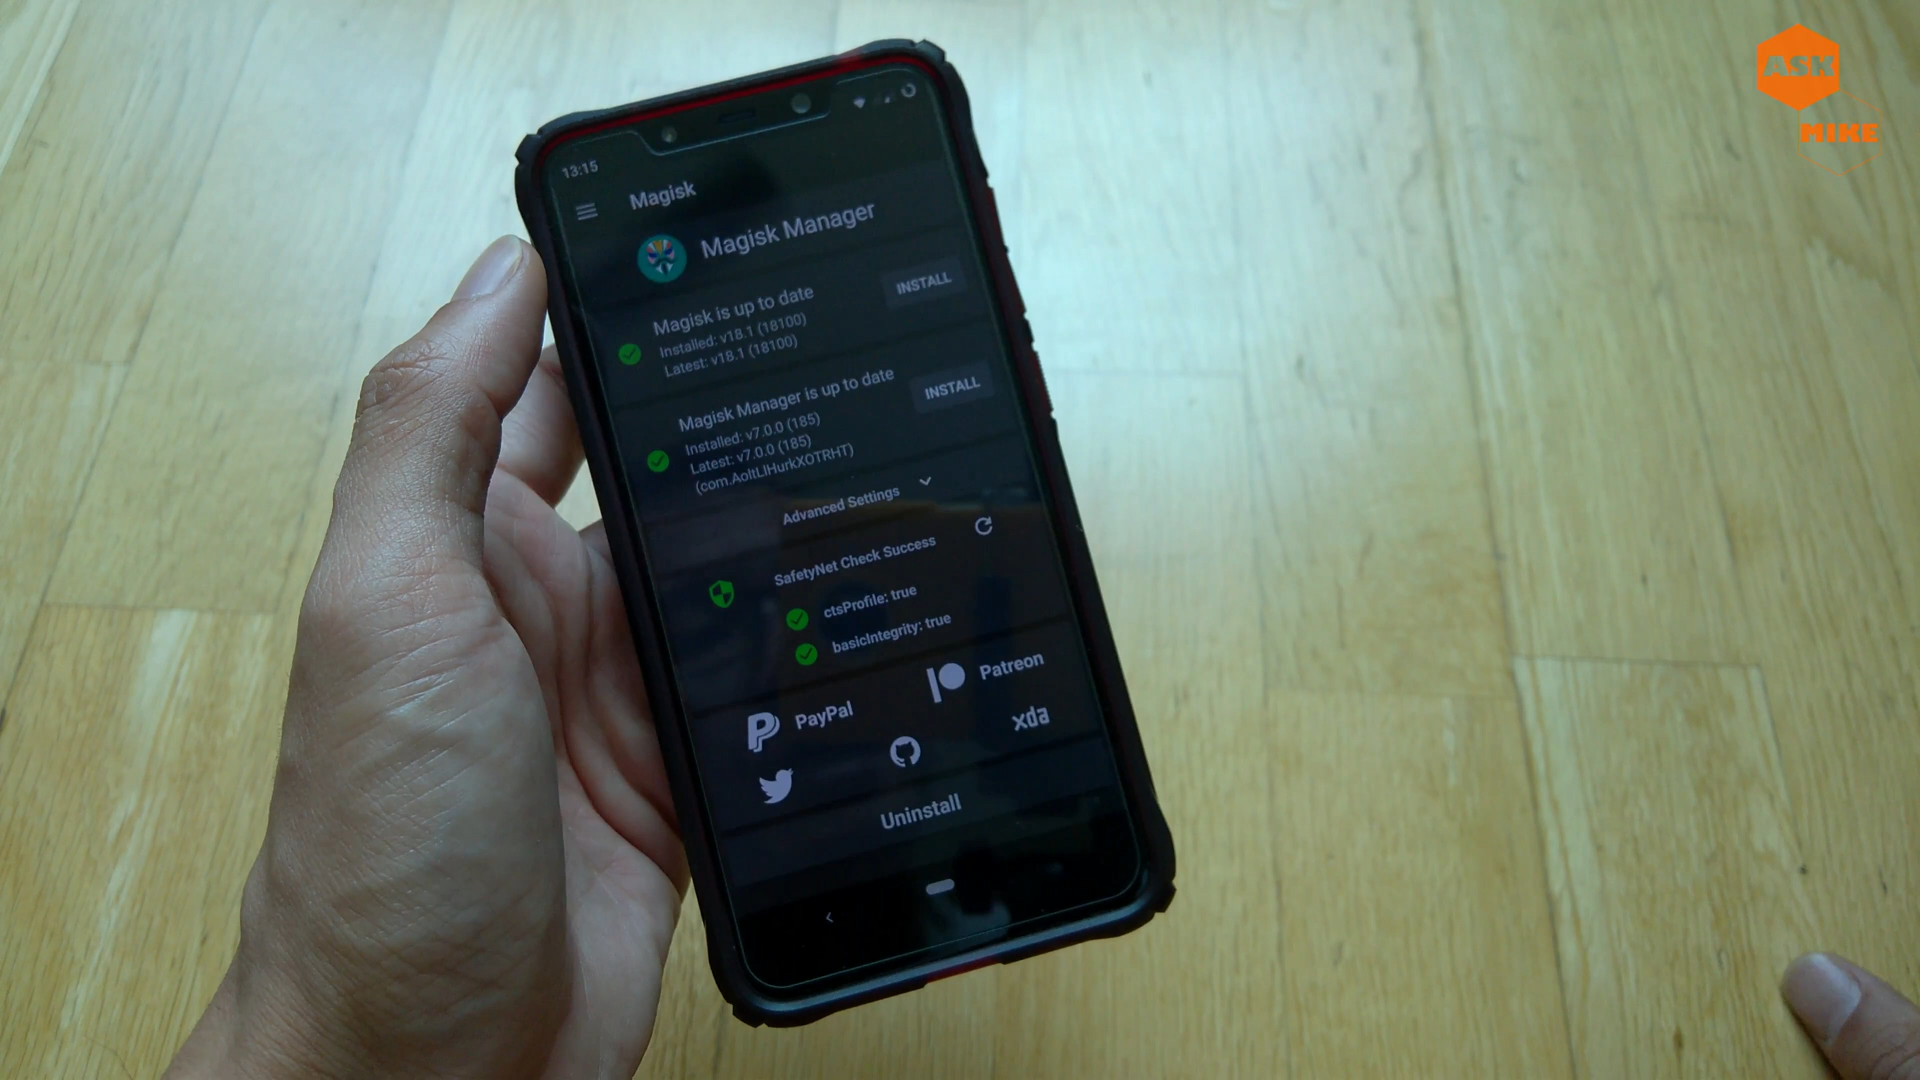 ASK
MIKE
13:15
Magisk
Magisk Manager
Magisk is up to date
Installed: v18.1 (18100)
Latest: v18.1 (18100)
INSTALL
Magisk Manager is up to date
Installed: v7.0.0 (185)
Latest: v7.0.0 (185)
INSTALL
Advanced Settings
SafetyNet Check Success
ctsProfile: true
basicIntegrity: true
PayPal
Patreon
xda
Uninstall